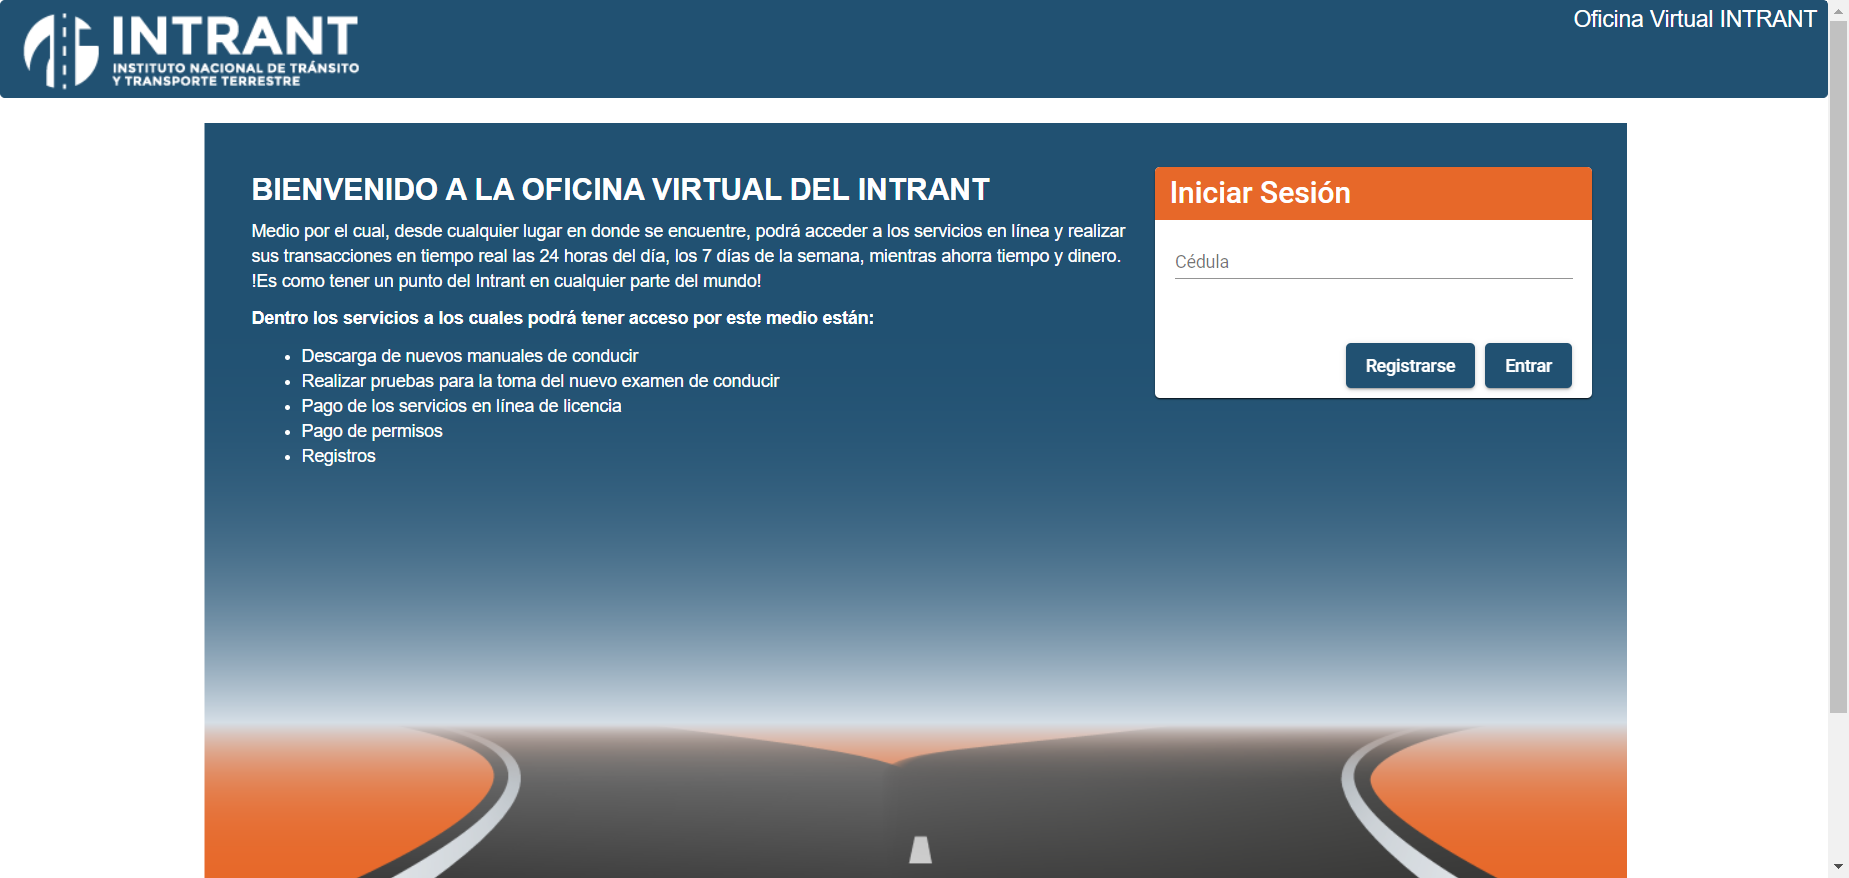 INTRANT
INSTITUTO NACIONAL DE TRÁNSITO
Y TRANSPORTE TERRESTRE
Oficina Virtual INTRANT
BIENVENIDO A LA OFICINA VIRTUAL DEL INTRANT
Medio por el cual, desde cualquier lugar en donde se encuentre, podrá acceder a los servicios en línea y realizar
sus transacciones en tiempo real las 24 horas del día, los 7 días de la semana, mientras ahorra tiempo y dinero.
!Es como tener un punto del Intrant en cualquier parte del mundo!
Dentro los servicios a los cuales podrá tener acceso por este medio están:
• Descarga de nuevos manuales de conducir
• Realizar pruebas para la toma del nuevo examen de conducir
• Pago de los servicios en línea de licencia
• Pago de permisos
• Registros
Iniciar Sesión
Cédula
Registrarse Entrar